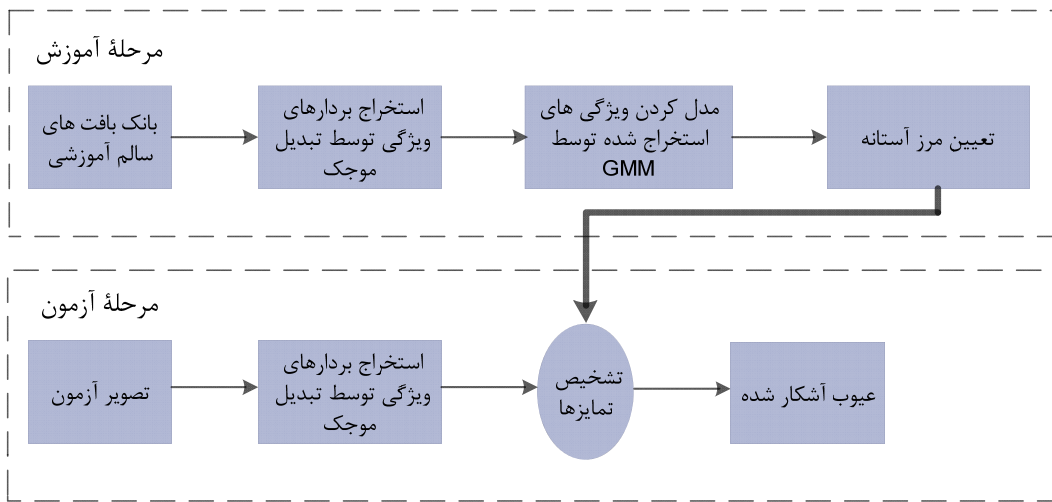 مرحلهٔ آموزش
بانک بافت های
سالم آموزشی
استخراج بردارهای
ویژگی توسط تبدیل
موجک
مدل کردن ویژگی های
استخراج شده توسط
GMM
تعیین مرز آستانه
مرحلهٔ آزمون
تصویر آزمون
استخراج بردارهای
ویژگی توسط تبدیل
موجک
تشخیص
تمایزها
عیوب آشکار شده